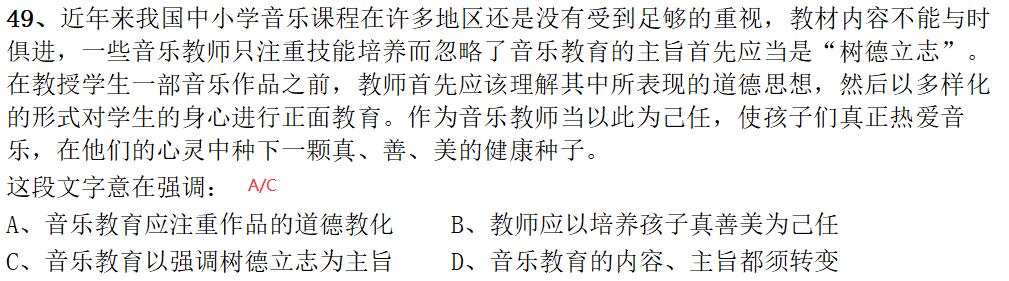 49、近年来我国中小学音乐课程在许多地区还是没有受到足够的重视，教材内容不能与时
俱进，一些音乐教师只注重技能培养而忽略了音乐教育的主旨首先应当是“树德立志”。
在教授学生一部音乐作品之前，教师首先应该理解其中所表现的道德思想，然后以多样化
的形式对学生的身心进行正面教育。作为音乐教师当以此为己任，使孩子们真正热爱音
乐，在他们的心灵中种下一颗真、善、美的健康种子。
这段文字意在强调： A/C
A、音乐教育应注重作品的道德教化 B、教师应以培养孩子真善美为己任
C、音乐教育以强调树德立志为主旨 D、音乐教育的内容、主旨都须转变